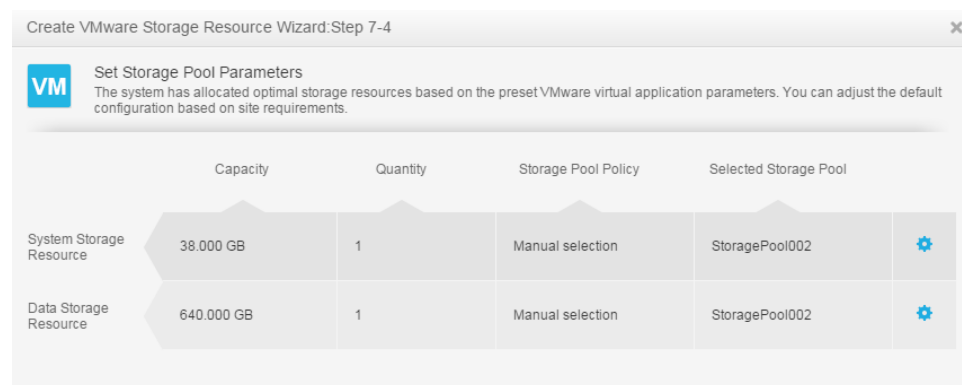 Create VMware Storage Resource Wizard:Step 7-4
VM
Set Storage Pool Parameters
The system has allocated optimal storage resources based on the preset VMware virtual application parameters. You can adjust the default
configuration based on site requirements.
Capacity Quantity Storage Pool Policy Selected Storage Pool
System Storage
Resource
38.000 GB 1 Manual selection StoragePool002
Data Storage
Resource
640.000 GB 1 Manual selection StoragePool002